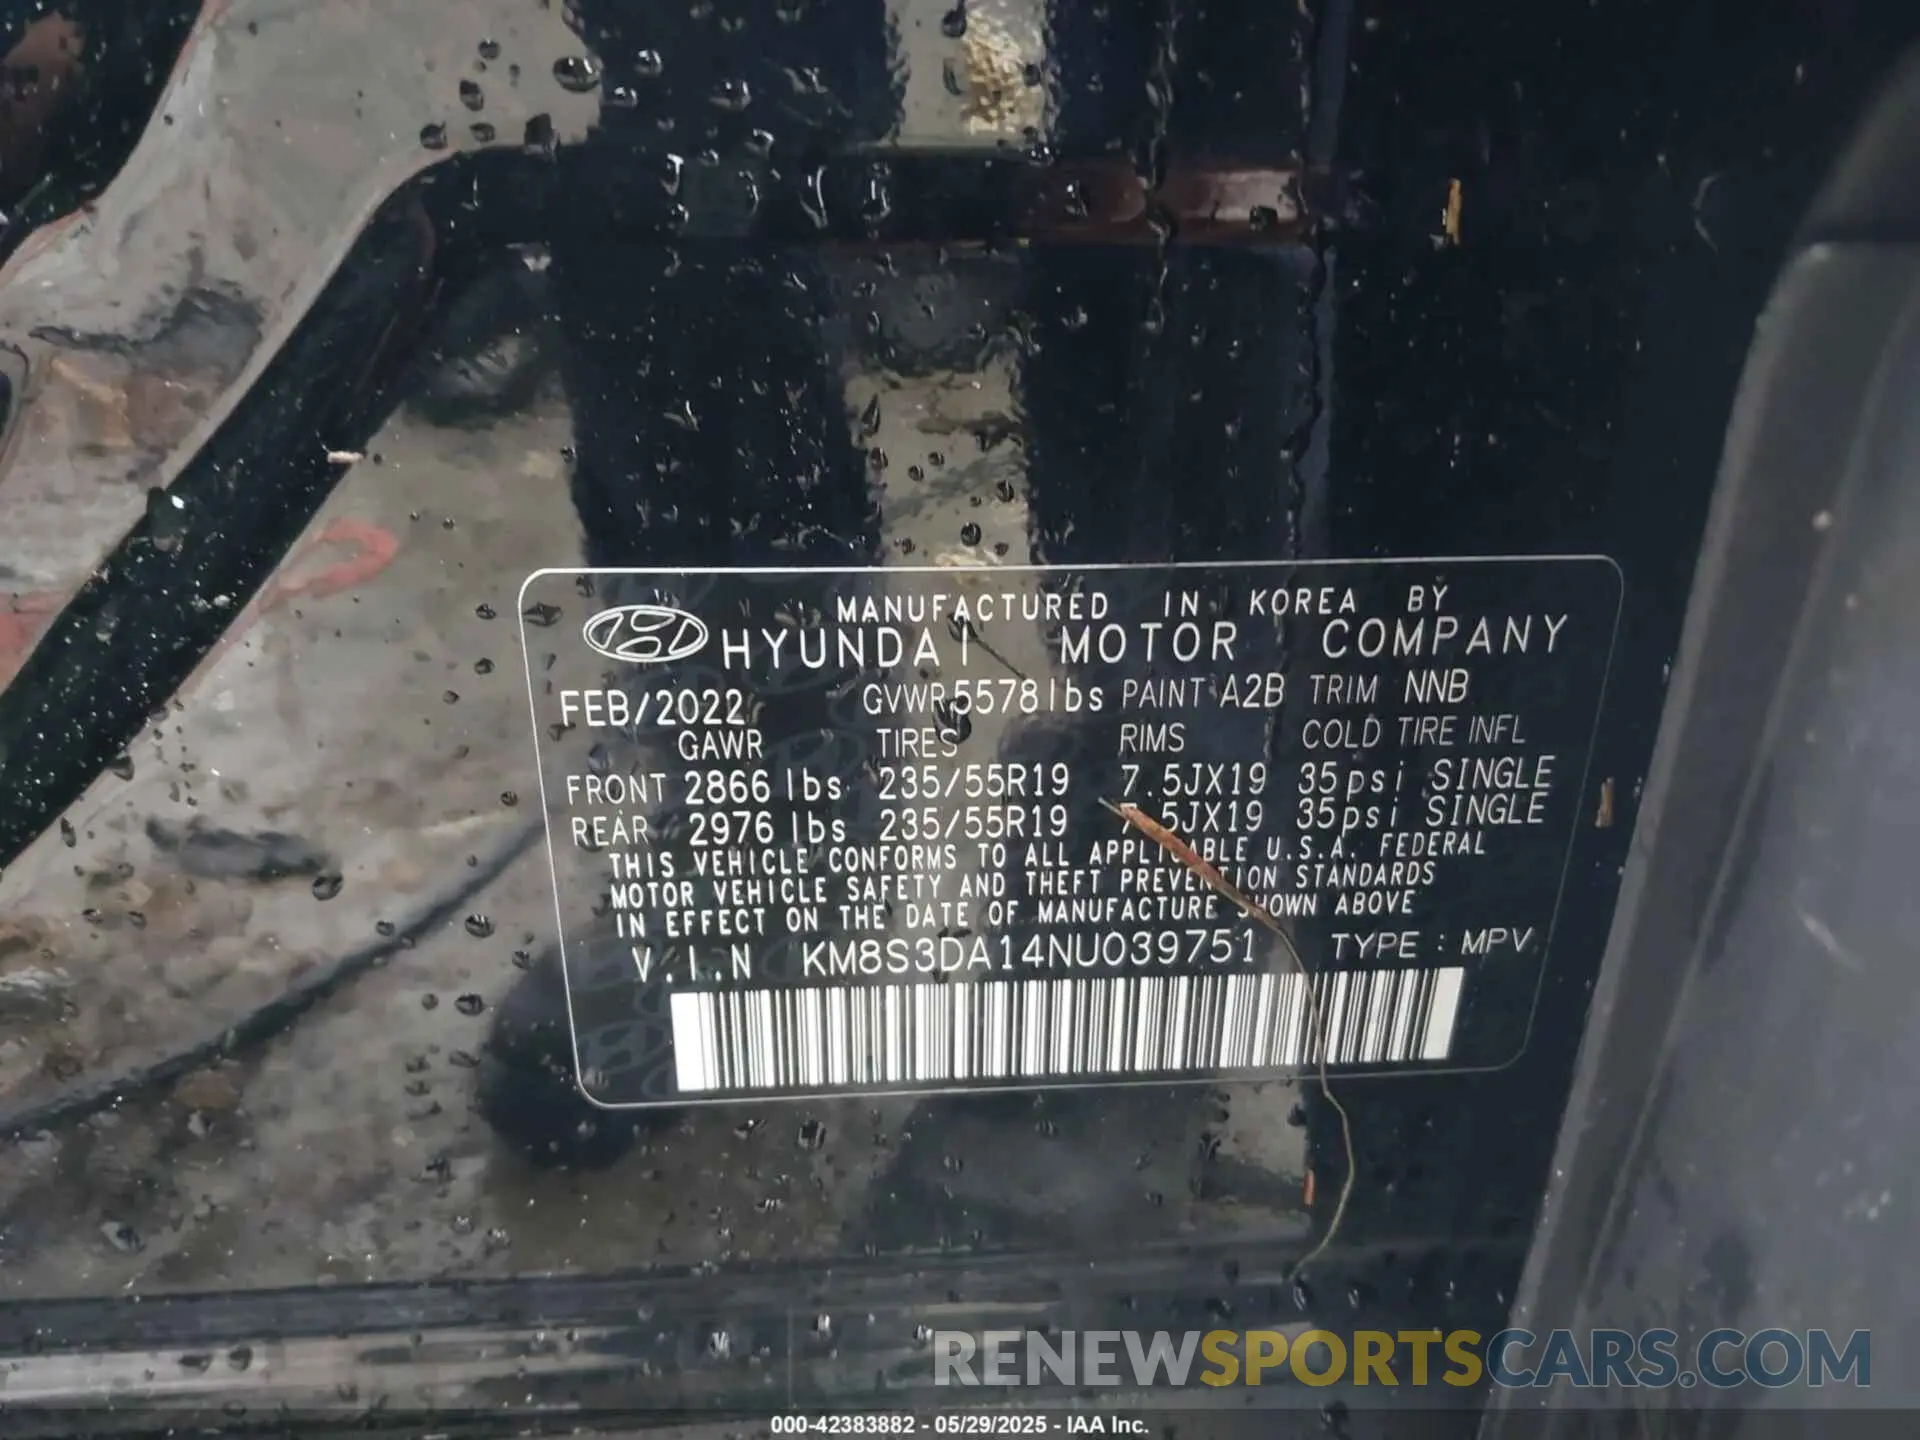 MANUFACTURED IN KOREA BY
HYUNDAI MOTOR COMPANY
FEB/2022 GVWR 5578 lbs PAINT A2B TRIM NNB
GAWR TIRES RIMS COLD TIRE INFL
FRONT 2866 lbs 235/55R19 7.5JX19 35psi SINGLE
REAR 2976 lbs 235/55R19 7.5JX19 35psi SINGLE
THIS VEHICLE CONFORMS TO ALL APPLICABLE U.S.A. FEDERAL
MOTOR VEHICLE SAFETY AND THEFT PREVENTION STANDARDS
IN EFFECT ON THE DATE OF MANUFACTURE SHOWN ABOVE
V.I.N KM8S3DA14NU039751 TYPE : MPV
RENEWSPORTSCARS.COM
000-42383882 - 05/29/2025 - IAA Inc.